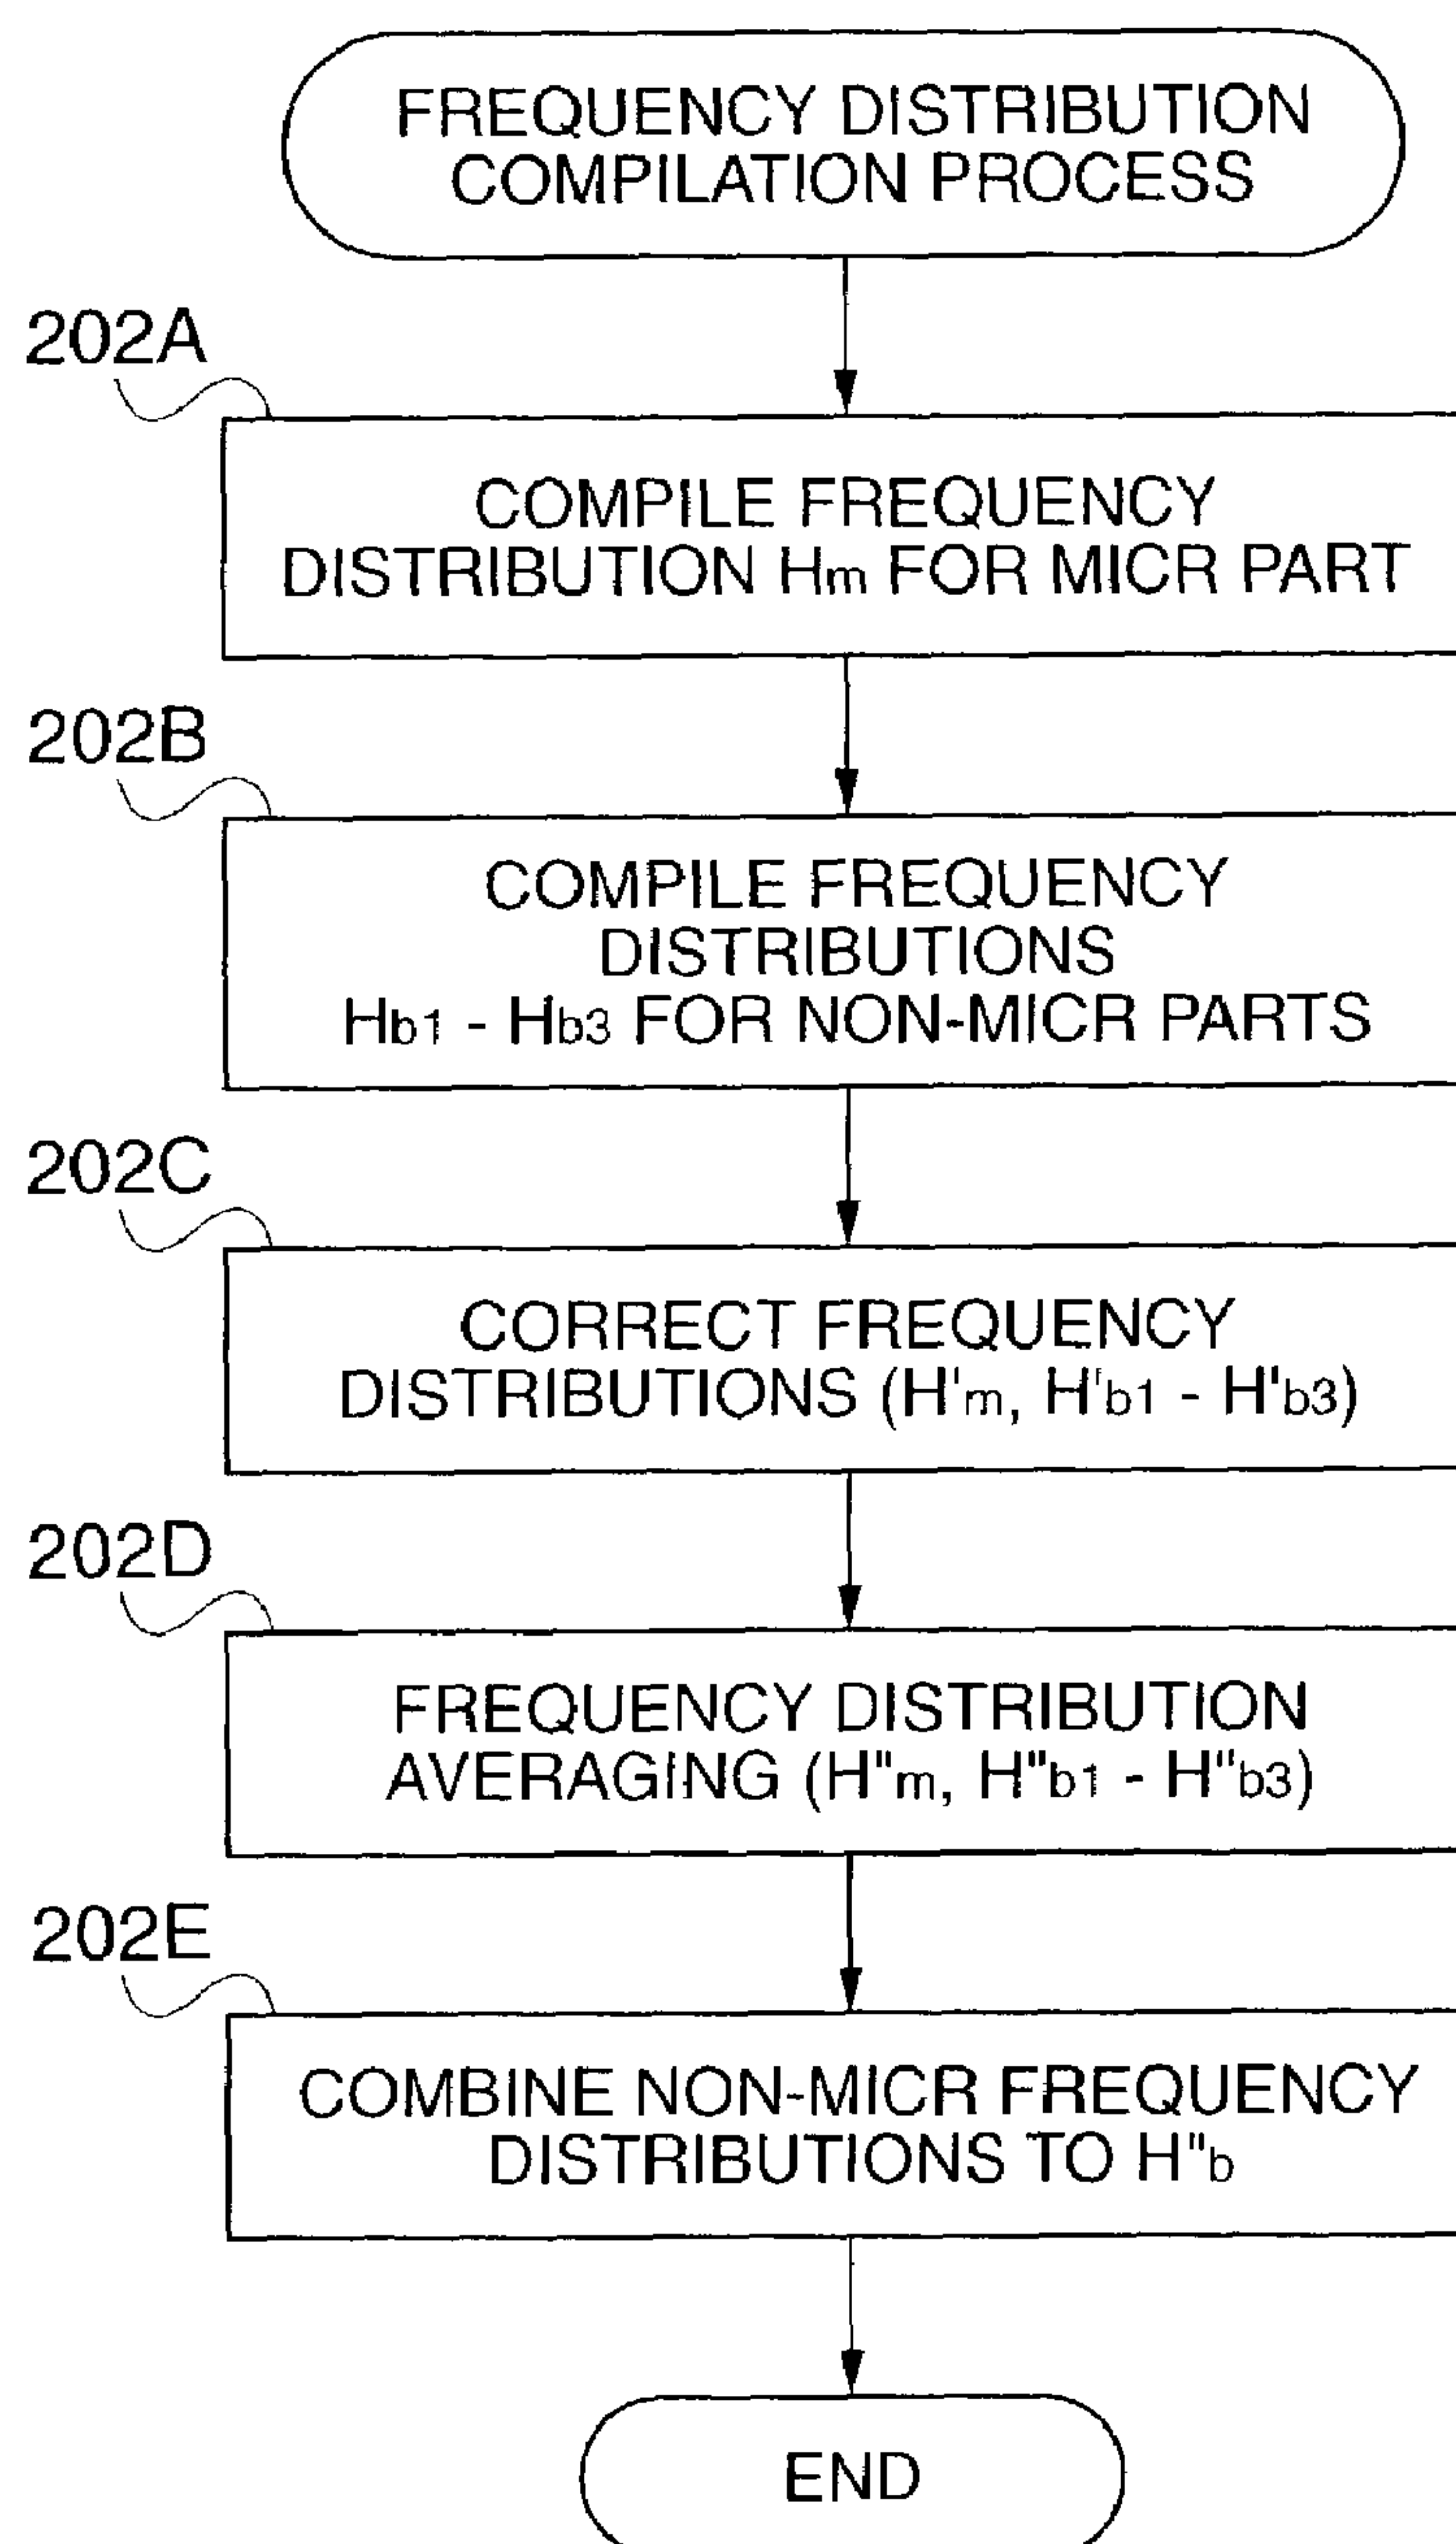 FREQUENCY DISTRIBUTION
COMPILATION PROCESS
202A
COMPILE FREQUENCY
DISTRIBUTION Hm FOR MICR PART
202B
COMPILE FREQUENCY
DISTRIBUTIONS
Hb1 - Hb3 FOR NON-MICR PARTS
202C
CORRECT FREQUENCY
DISTRIBUTIONS (H'm, H'b1 - H'b3)
202D
FREQUENCY DISTRIBUTION
AVERAGING (H"m, H"b1 - H"b3)
202E
COMBINE NON-MICR FREQUENCY
DISTRIBUTIONS TO H"b
END